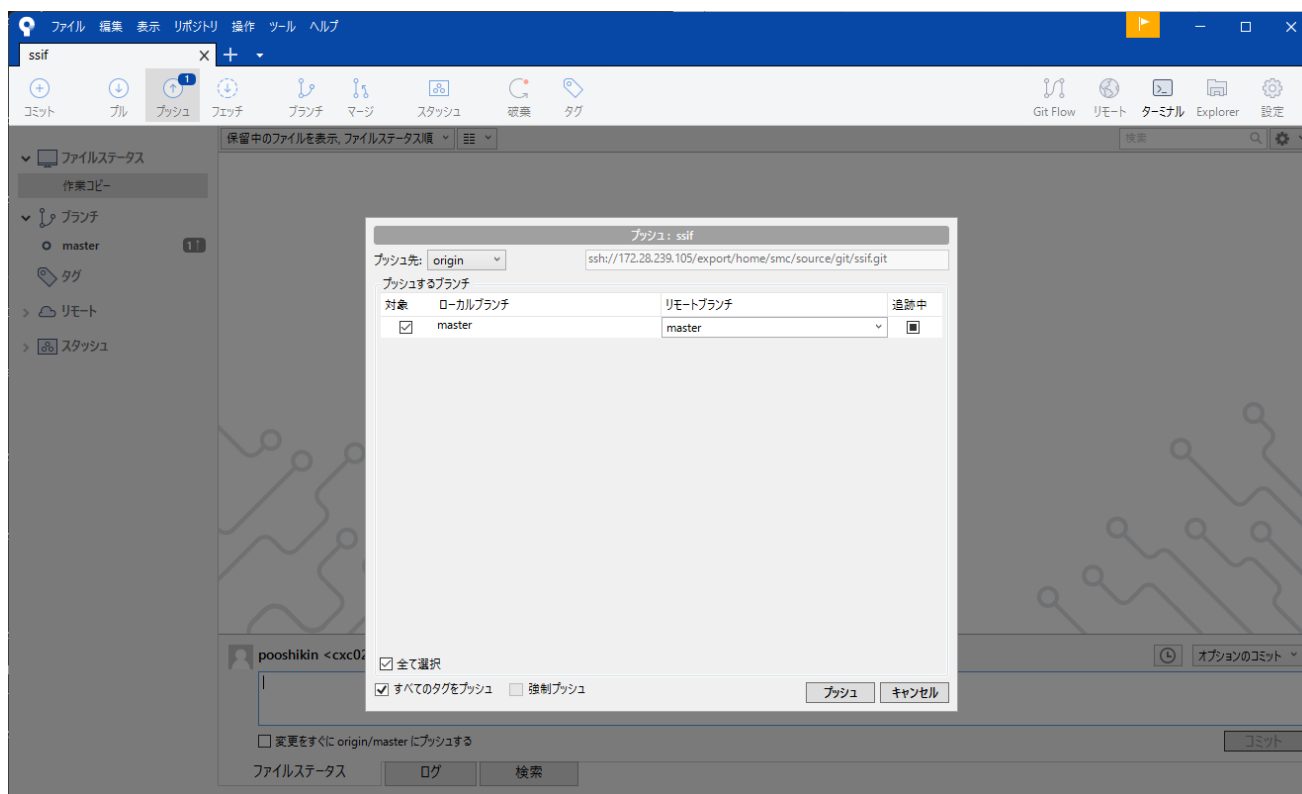 ファイル 編集 表示 リポジトリ 操作 ツール ヘルプ
ssif
コミット プル プッシュ 1 フェッチ ブランチ マージ スタッシュ 破棄 タグ Git Flow リモート ターミナル Explorer 設定
保留中のファイルを表示, ファイルステータス順 検索
ファイルステータス
作業コピー
ブランチ
master 1↑
タグ
リモート
スタッシュ
プッシュ : ssif
プッシュ先: origin ssh://172.28.239.105/export/home/smc/source/git/ssif.git
プッシュするブランチ
対象 ローカルブランチ リモートブランチ 追跡中
master master
全て選択
すべてのタグをプッシュ 強制プッシュ プッシュ キャンセル
pooshikin <cxc02 オプションのコミット
変更をすぐに origin/master にプッシュする コミット
ファイルステータス ログ 検索